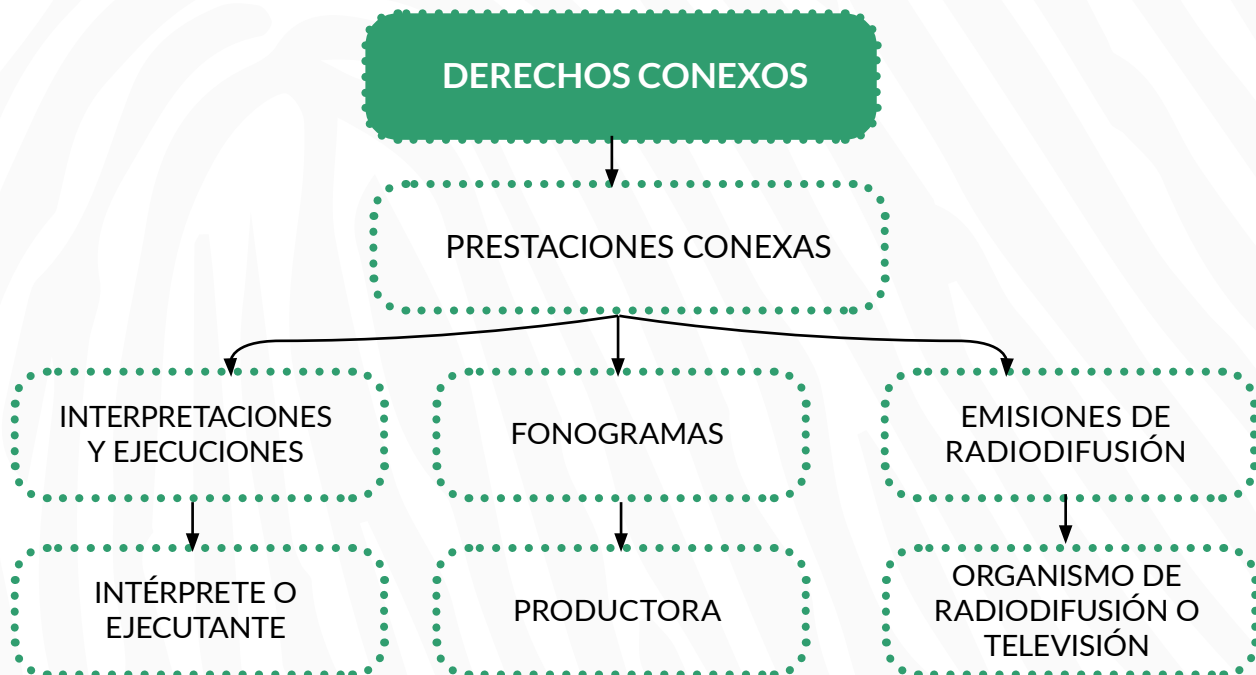 DERECHOS CONEXOS
PRESTACIONES CONEXAS
INTERPRETACIONES
Y EJECUCIONES
FONOGRAMAS
EMISIONES DE
RADIODIFUSIÓN
INTÉRPRETE O
EJECUTANTE
PRODUCTORA
ORGANISMO DE
RADIODIFUSIÓN O
TELEVISIÓN